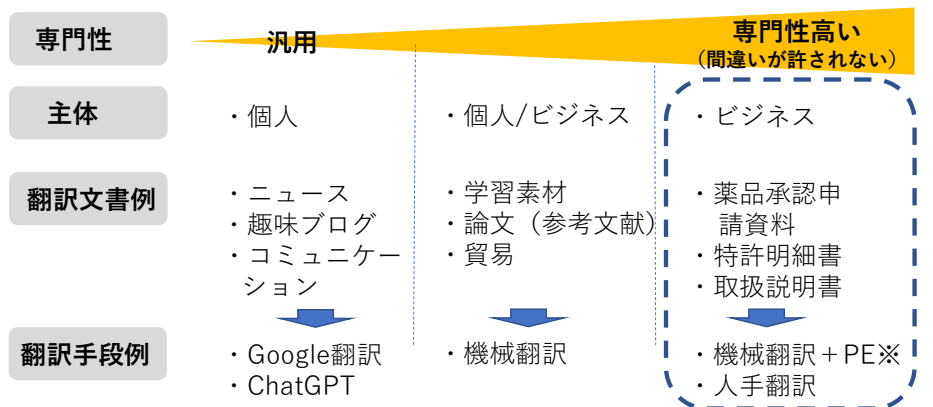 専門性
汎用
専門性高い
（間違いが許されない）
主体
・個人
・個人/ビジネス
・ビジネス
翻訳文書例
・ニュース
・趣味ブログ
・コミュニケー
ション
・学習素材
・論文（参考文献）
・貿易
・薬品承認申
請資料
・特許明細書
・取扱説明書
翻訳手段例
・Google翻訳
・ChatGPT
・機械翻訳
・機械翻訳＋PE※
・人手翻訳